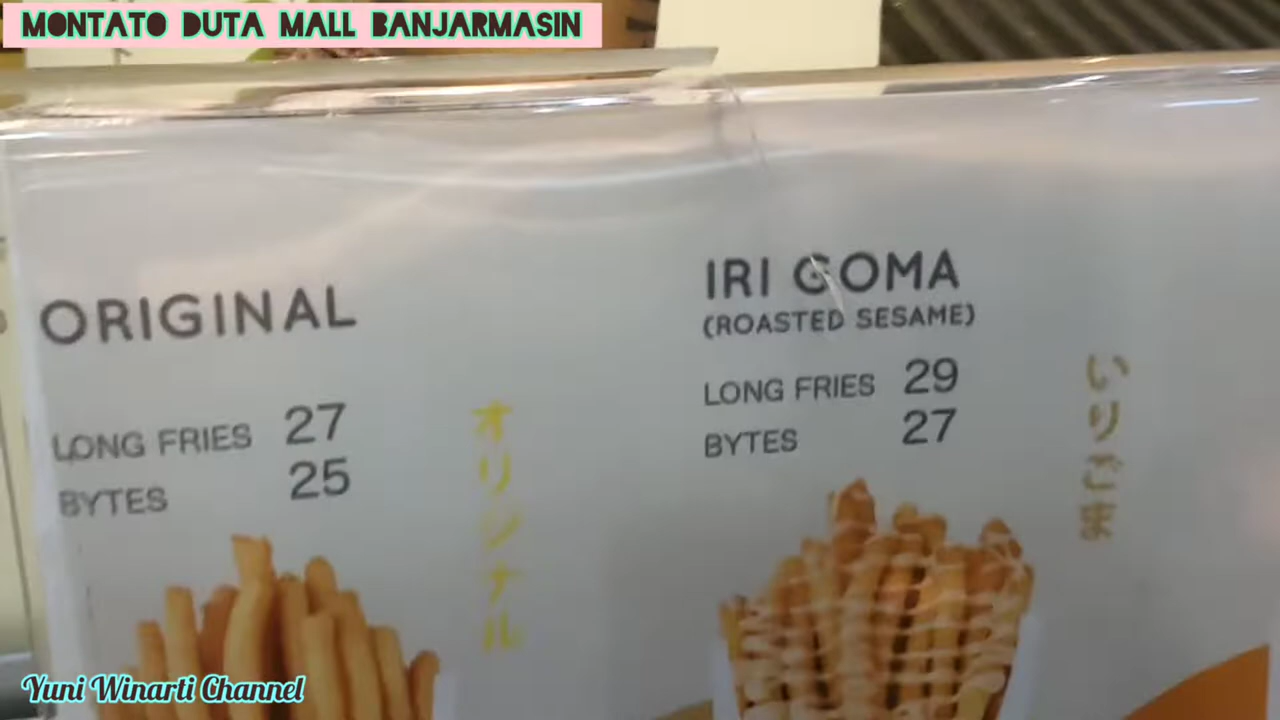 MONTATO DUTA MALL BANJARMASIN
ORIGINAL
LONG FRIES 27
BYTES 25
オリジナル
IRI GOMA
(ROASTED SESAME)
LONG FRIES 29
BYTES 27
いりごま
Yuni Winarti Channel